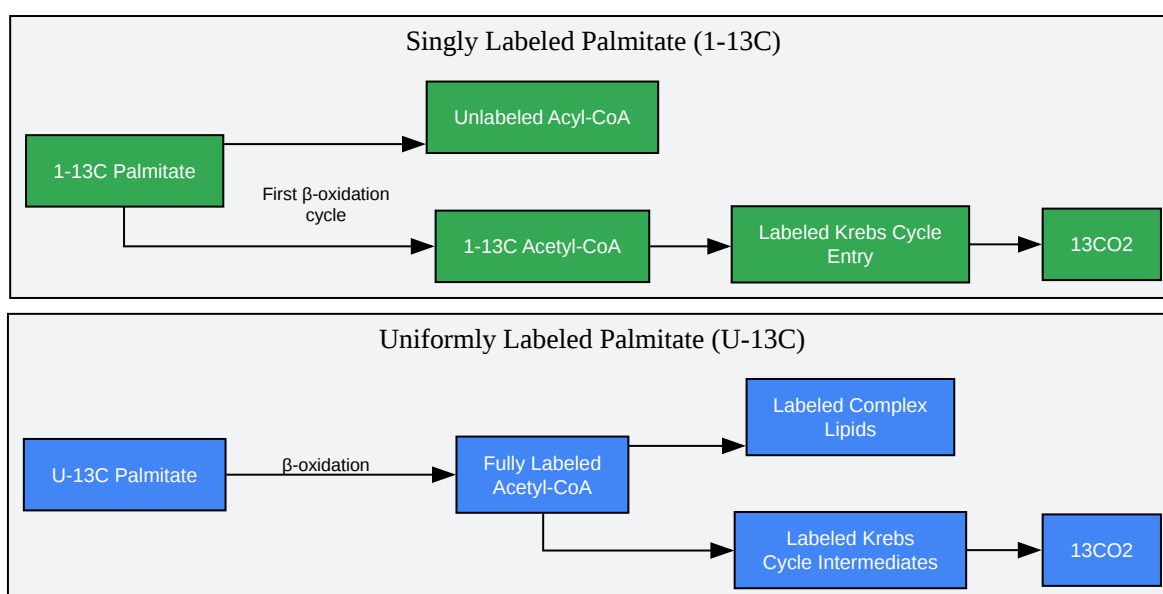 Singly Labeled Palmitate (1-13C)
Unlabeled Acyl-CoA
1-13C Palmitate
First β-oxidation
cycle
1-13C Acetyl-CoA
Labeled Krebs Cycle
Entry
13CO2
Uniformly Labeled Palmitate (U-13C)
Labeled Complex
Lipids
U-13C Palmitate
β-oxidation
Fully Labeled
Acetyl-CoA
Labeled Krebs
Cycle Intermediates
13CO2